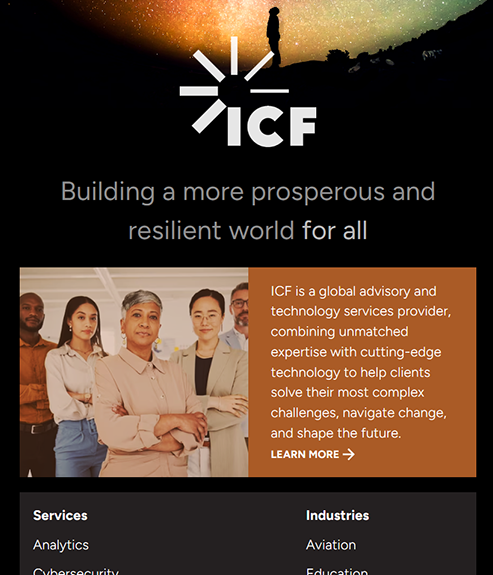 ICF
Building a more prosperous and
resilient world for all
ICF is a global advisory and
technology services provider,
combining unmatched
expertise with cutting-edge
technology to help clients
solve their most complex
challenges, navigate change,
and shape the future.
LEARN MORE
Services
Industries
Analytics
Aviation
Cybersecurity
Education